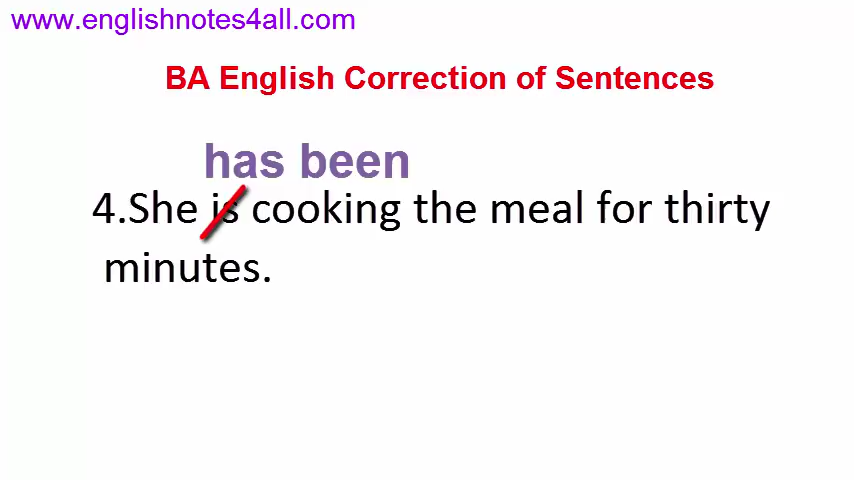 www.englishnotes4all.com
BA English Correction of Sentences
has been
4.She is cooking the meal for thirty
minutes.